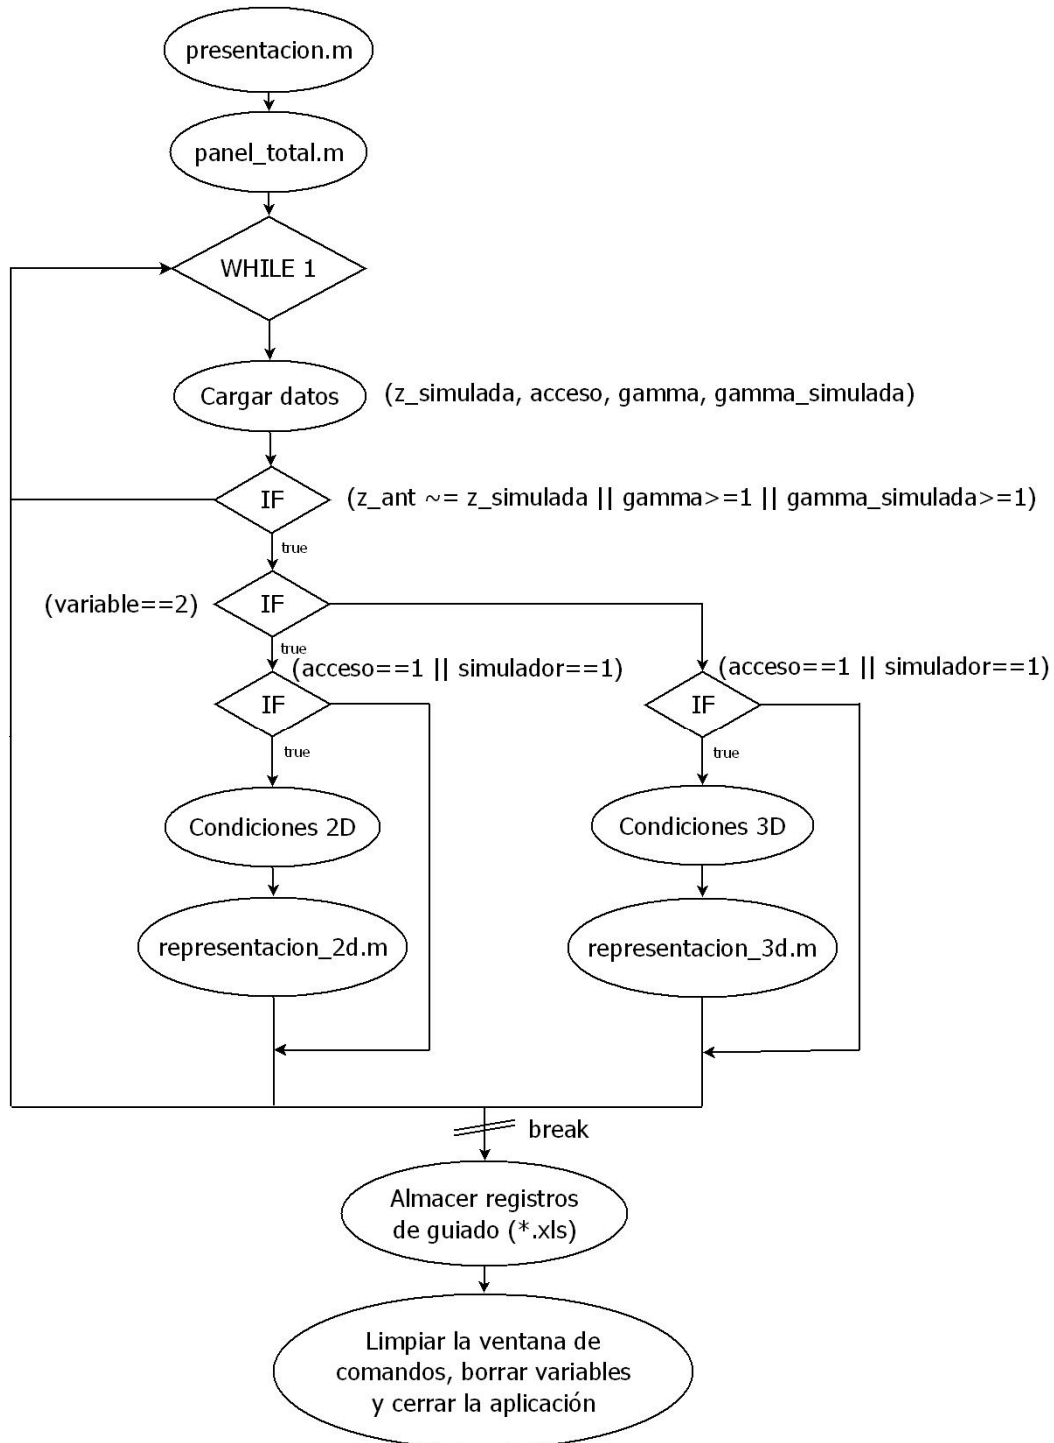 presentacion.m
panel_total.m
WHILE 1
Cargar datos
(z_simulada, acceso, gamma, gamma_simulada)
IF
(z_ant ~= z_simulada || gamma>=1 || gamma_simulada>=1)
true
(variable==2)
IF
true
(acceso==1 || simulador==1)
(acceso==1 || simulador==1)
IF
IF
true
true
Condiciones 2D
Condiciones 3D
representacion_2d.m
representacion_3d.m
break
Almacer registros
de guiado (*.xls)
Limpiar la ventana de
comandos, borrar variables
y cerrar la aplicación